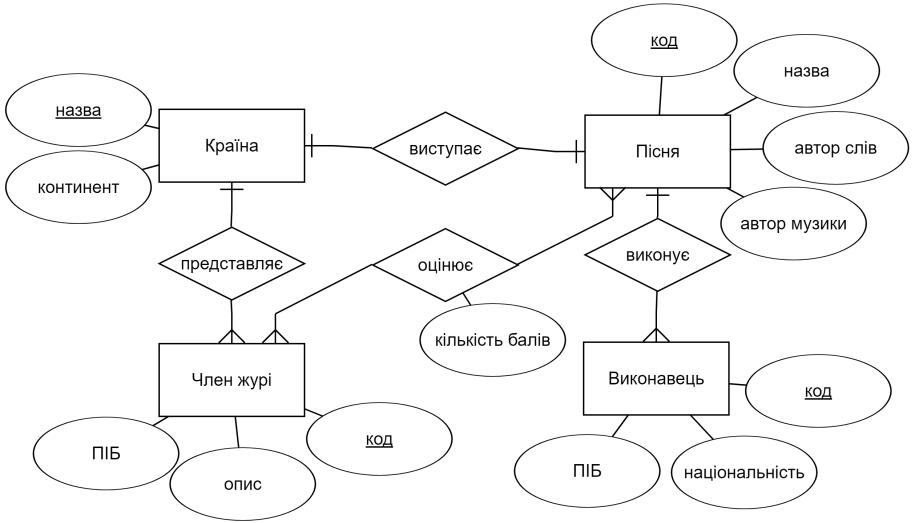 код
назва
назва
Країна
виступає
Пісня
автор слів
континент
автор музики
представляє
оцінює
виконує
кількість балів
Член журі
Виконавець
код
код
ПІБ
ПІБ
національність
опис